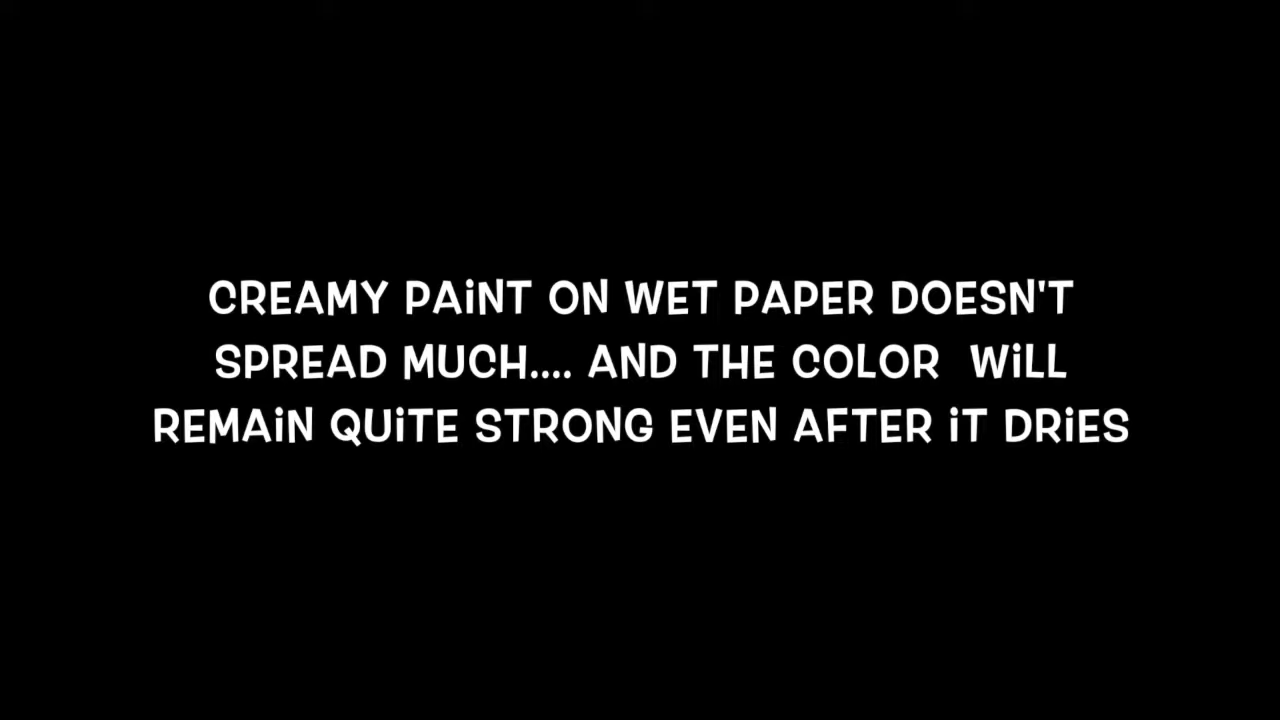 CREAMY PAiNT ON WET PAPER DOESN'T
SPREAD MUCH.... AND THE COLOR  WiLL
REMAiN QUiTE STRONG EVEN AFTER iT DRiES